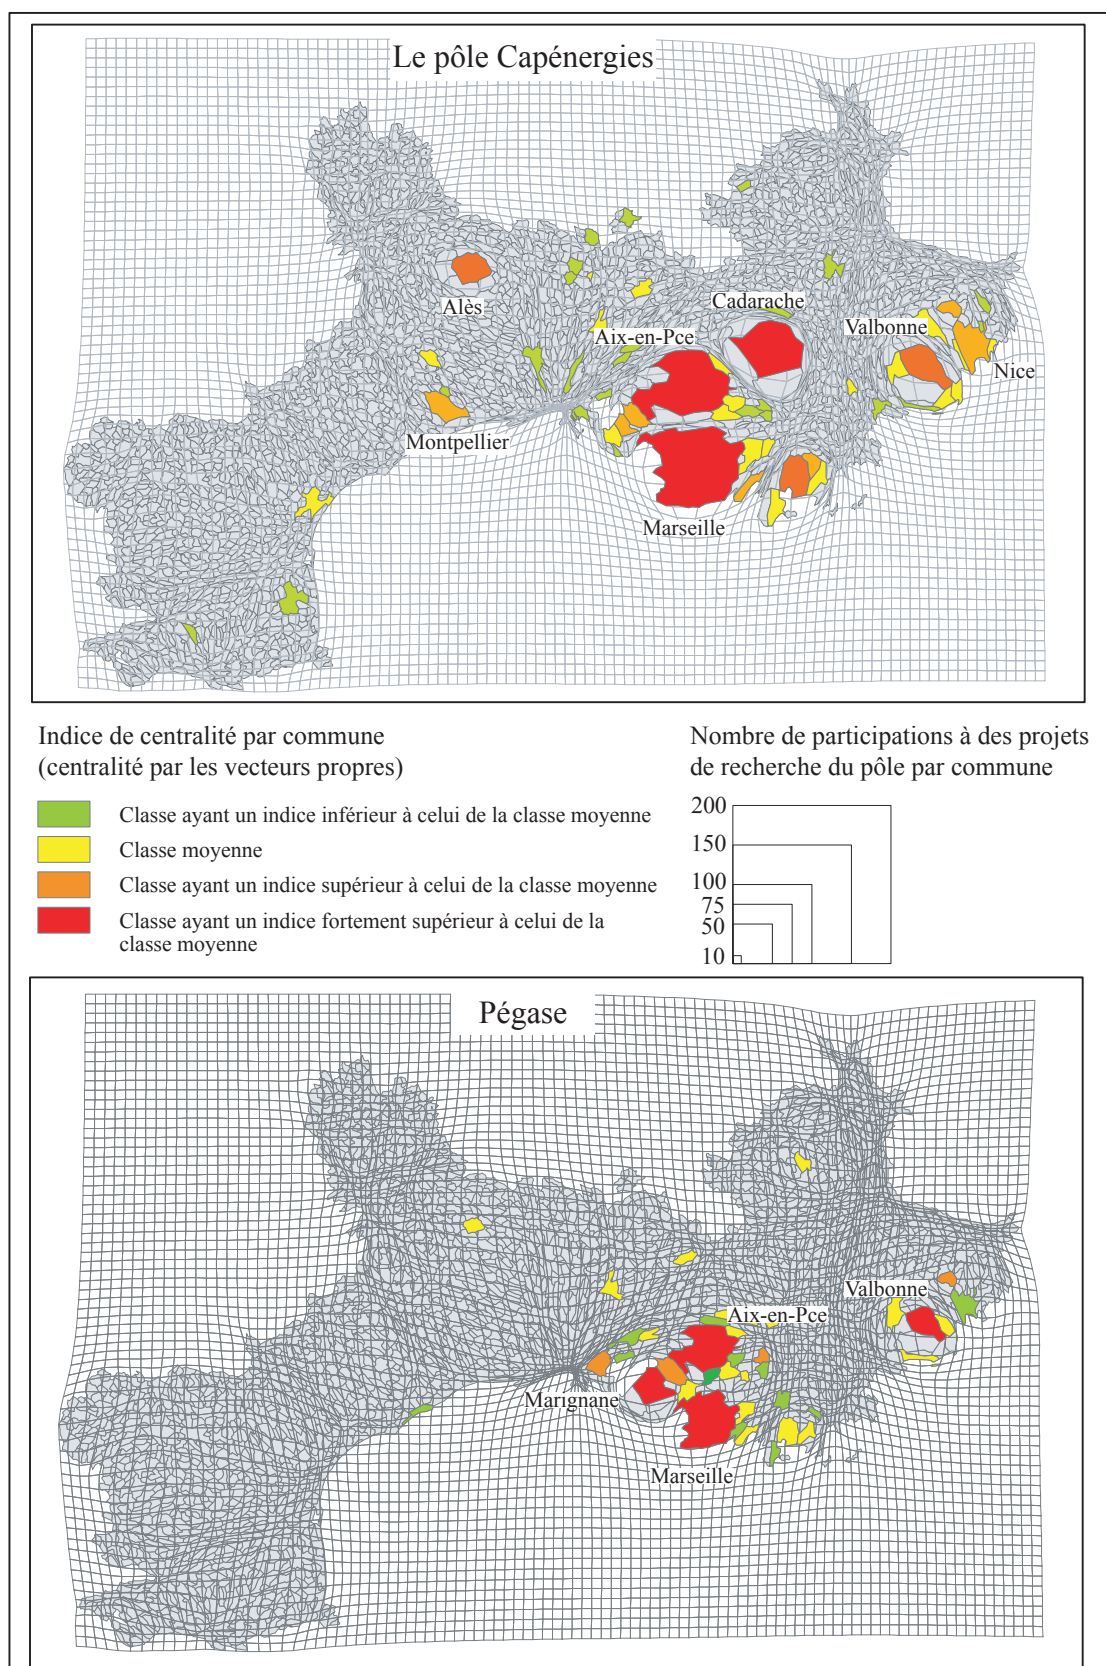 Le pôle Capénergies
Alès
Cadarache
Aix-en-Pce
Valbonne
Nice
Montpellier
Marseille
Indice de centralité par commune
(centralité par les vecteurs propres)
Classe ayant un indice inférieur à celui de la classe moyenne
Classe moyenne
Classe ayant un indice supérieur à celui de la classe moyenne
Classe ayant un indice fortement supérieur à celui de la
classe moyenne
Nombre de participations à des projets
de recherche du pôle par commune
200
150
100
75
50
10
Pégase
Valbonne
Aix-en-Pce
Marignane
Marseille